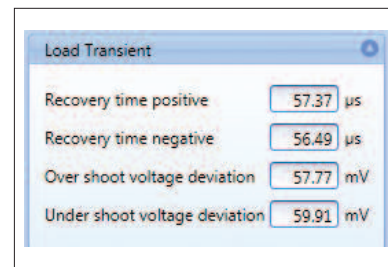 Load Transient
Recovery time positive 57.37 µs
Recovery time negative 56.49 µs
Over shoot voltage deviation 57.77 mV
Under shoot voltage deviation 59.91 mV